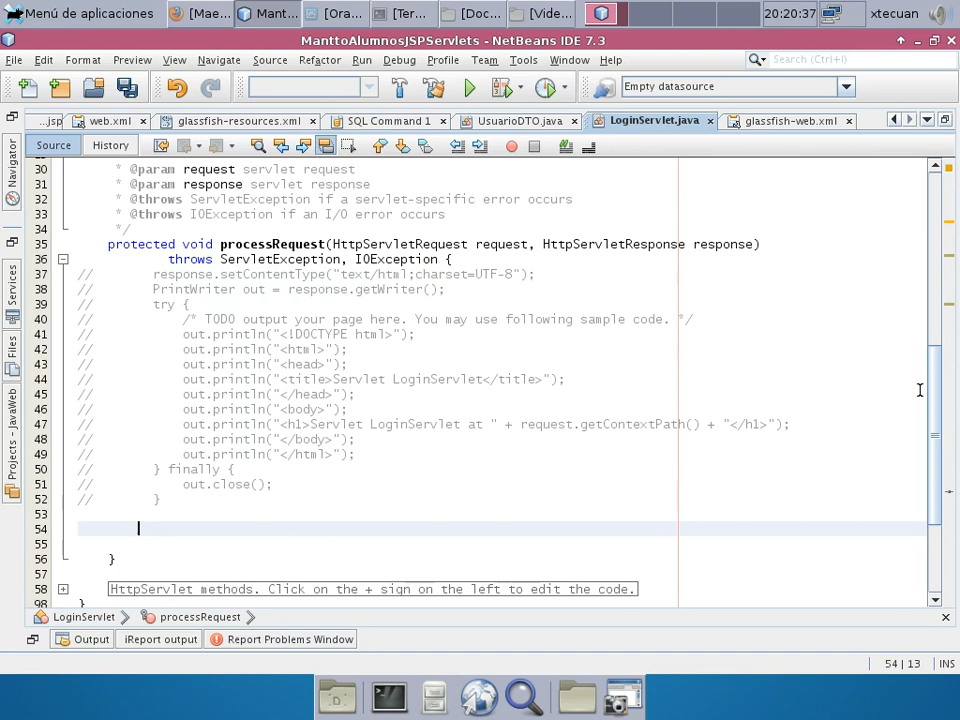 Menú de aplicaciones [Mae... Mant... [Ora... [Ter... [Doc... [Vide... 20:20:37 xtecuan
ManttoAlumnosJSPServlets - NetBeans IDE 7.3
File Edit Format Preview View Navigate Source Refactor Run Debug Profile Team Tools Window Help Search (Ctrl+I)
Empty datasource
...jsp web.xml glassfish-resources.xml SQL Command 1 UsuarioDTO.java LoginServlet.java glassfish-web.xml
Source History
Navigator
Services
Files
Projects - JavaWeb
30 * @param request servlet request
31 * @param response servlet response
32 * @throws ServletException if a servlet-specific error occurs
33 * @throws IOException if an I/O error occurs
34 */
35 protected void processRequest(HttpServletRequest request, HttpServletResponse response)
36 throws ServletException, IOException {
37 // response.setContentType("text/html;charset=UTF-8");
38 // PrintWriter out = response.getWriter();
39 // try {
40 // /* TODO output your page here. You may use following sample code. */
41 // out.println("<!DOCTYPE html>");
42 // out.println("<html>");
43 // out.println("<head>");
44 // out.println("<title>Servlet LoginServlet</title>");
45 // out.println("</head>");
46 // out.println("<body>");
47 // out.println("<h1>Servlet LoginServlet at " + request.getContextPath() + "</h1>");
48 // out.println("</body>");
49 // out.println("</html>");
50 // } finally {
51 // out.close();
52 // }
53
54
55
56 }
57
58 HttpServlet methods. Click on the + sign on the left to edit the code.
98 }
LoginServlet processRequest
Output iReport output Report Problems Window
54 | 13 INS